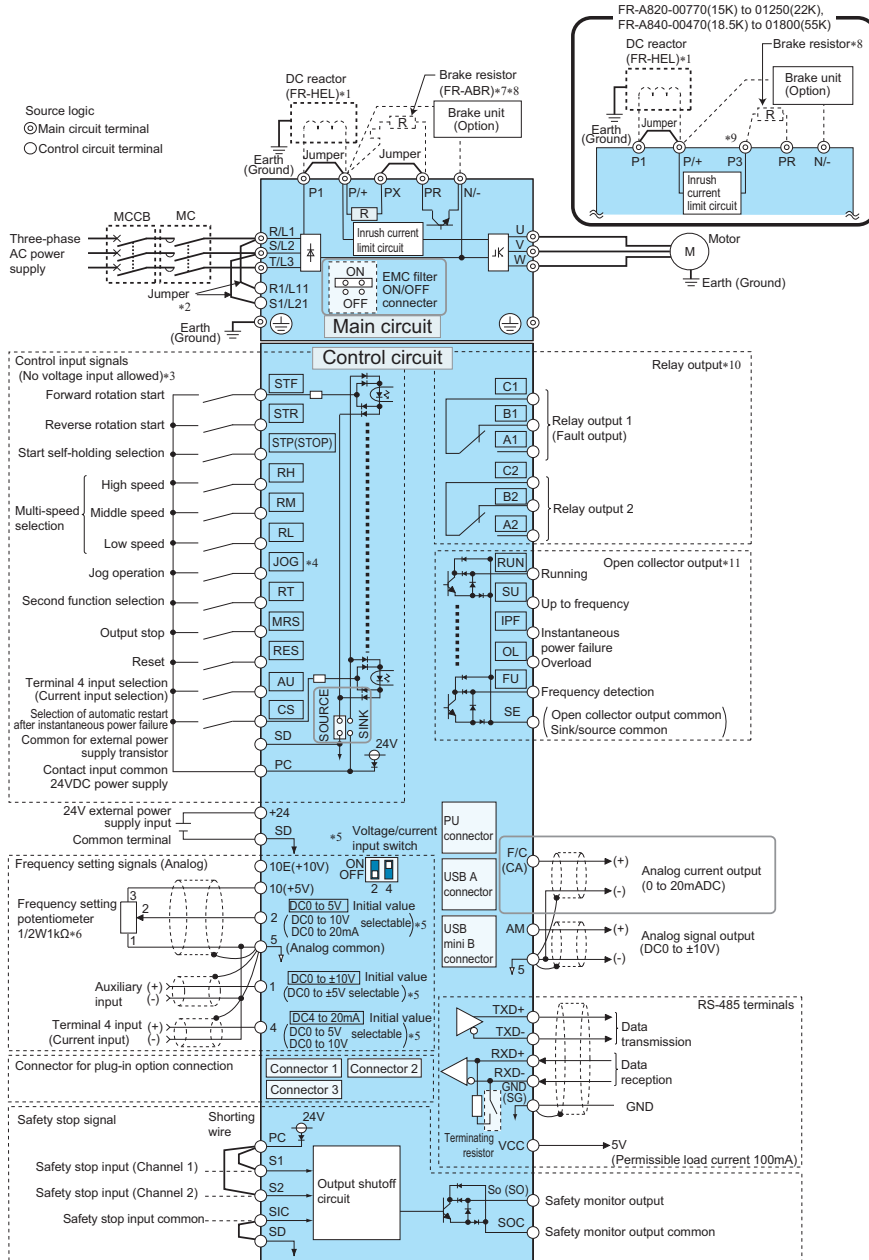 FR-A820-00770(15K) to 01250(22K),
FR-A840-00470(18.5K) to 01800(55K)
DC reactor
(FR-HEL)*1
Brake resistor*8
Brake unit
(Option)
R
Earth
(Ground)
Jumper
*9
P1
P/+
P3
PR
N/-
Inrush
current
limit circuit
Source logic
Main circuit terminal
Control circuit terminal
DC reactor
(FR-HEL)*1
Brake resistor
(FR-ABR)*7*8
Brake unit
(Option)
R
Earth
(Ground)
Jumper
Jumper
P1
P/+
PX
PR
N/-
R
Inrush current
limit circuit
MCCB
MC
Three-phase
AC power
supply
R/L1
S/L2
T/L3
R1/L11
S1/L21
Jumper
*2
Earth
(Ground)
ON
OFF
EMC filter
ON/OFF
connecter
Main circuit
U
V
W
Motor
M
Earth (Ground)
Control circuit
Control input signals
(No voltage input allowed)*3
Forward rotation start
STF
Reverse rotation start
STR
Start self-holding selection
STP(STOP)
Multi-speed
selection
High speed
RH
Middle speed
RM
Low speed
RL
Jog operation
JOG *4
Second function selection
RT
Output stop
MRS
Reset
RES
Terminal 4 input selection
(Current input selection)
AU
Selection of automatic restart
after instantaneous power failure
CS
SOURCE
SINK
Common for external power
supply transistor
SD
Contact input common
24VDC power supply
PC
24V
Relay output*10
C1
B1
A1
Relay output 1
(Fault output)
C2
B2
A2
Relay output 2
Open collector output*11
RUN
Running
SU
Up to frequency
IPF
Instantaneous
power failure
OL
Overload
FU
Frequency detection
SE
Open collector output common
Sink/source common
24V external power
supply input
+24
Common terminal
SD
*5
Voltage/current
input switch
ON
OFF
2 4
Frequency setting signals (Analog)
10E(+10V)
10(+5V)
Frequency setting
potentiometer
1/2W1kΩ*6
3
2
1
2
DC0 to 5V Initial value
DC0 to 10V
DC0 to 20mA
selectable
*5
5
(Analog common)
Auxiliary
input
(+)
(-)
1
DC0 to ±10V Initial value
(DC0 to ±5V selectable) *5
Terminal 4 input
(Current input)
(+)
(-)
4
DC4 to 20mA Initial value
DC0 to 5V
DC0 to 10V
selectable
*5
PU
connector
USB A
connector
USB
mini B
connector
F/C
(CA)
(+)
(-)
Analog current output
(0 to 20mADC)
AM
5
(+)
(-)
Analog signal output
(DC0 to ±10V)
RS-485 terminals
TXD+
TXD-
Data
transmission
RXD+
RXD-
Data
reception
GND
(SG)
GND
Terminating
resistor
VCC
5V
(Permissible load current 100mA)
Connector for plug-in option connection
Connector 1
Connector 2
Connector 3
Safety stop signal
Shorting
wire
24V
PC
Safety stop input (Channel 1)
S1
Safety stop input (Channel 2)
S2
Safety stop input common
SIC
SD
Output shutoff
circuit
So (SO)
Safety monitor output
SOC
Safety monitor output common